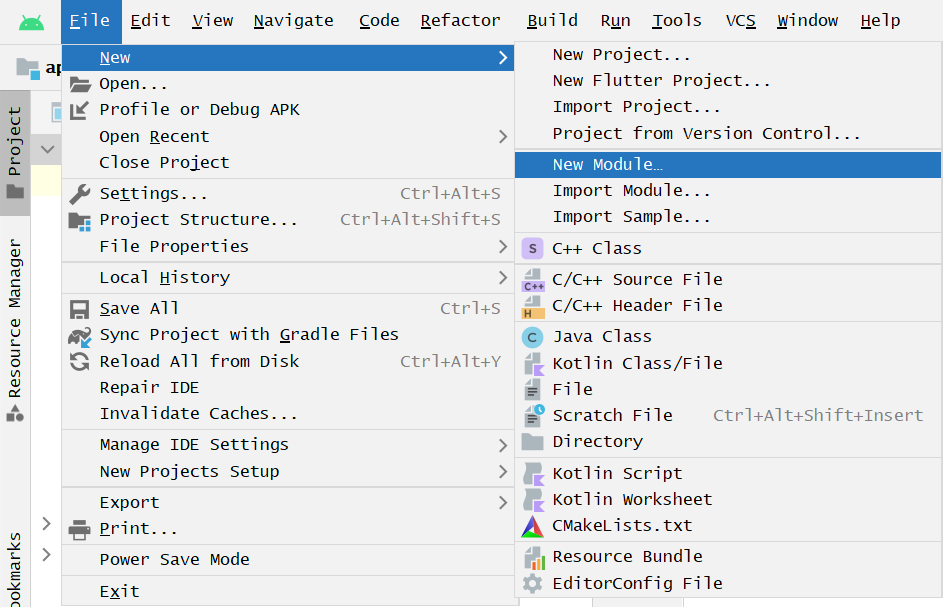 File Edit View Navigate Code Refactor Build Run Tools VCS Window Help
ap
Project
Resource Manager
ookmarks
New
Open...
Profile or Debug APK
Open Recent
Close Project
Settings... Ctrl+Alt+S
Project Structure... Ctrl+Alt+Shift+S
File Properties
Local History
Save All Ctrl+S
Sync Project with Gradle Files
Reload All from Disk Ctrl+Alt+Y
Repair IDE
Invalidate Caches...
Manage IDE Settings
New Projects Setup
Export
Print...
Power Save Mode
Exit
New Project...
New Flutter Project...
Import Project...
Project from Version Control...
New Module…
Import Module...
Import Sample...
S C++ Class
C++ C/C++ Source File
H C/C++ Header File
C Java Class
Kotlin Class/File
File
Scratch File Ctrl+Alt+Shift+Insert
Directory
Kotlin Script
Kotlin Worksheet
CMakeLists.txt
Resource Bundle
EditorConfig File